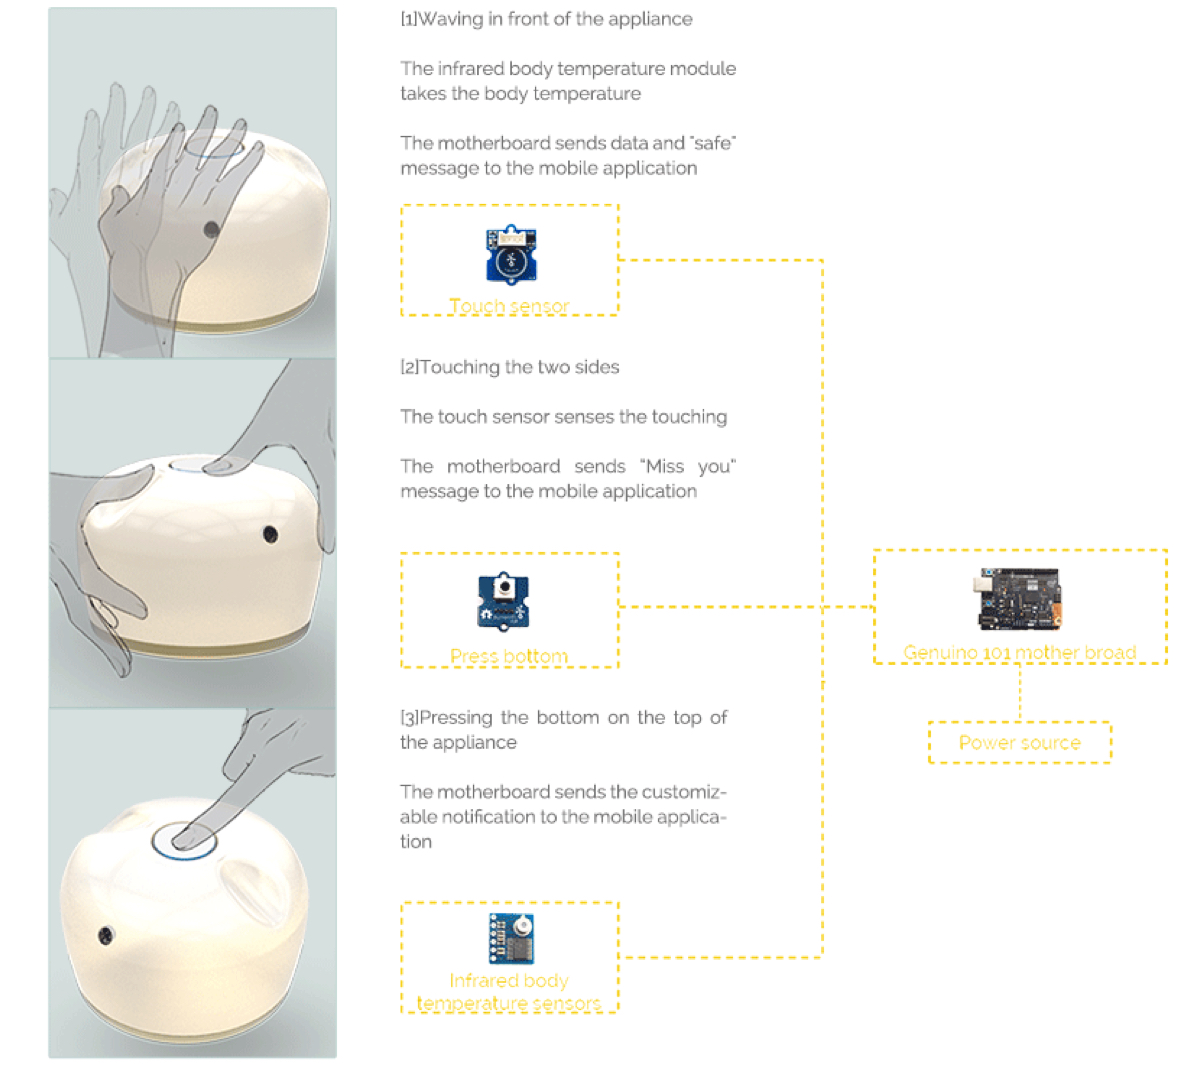 [1]Waving in front of the appliance
The infrared body temperature module
takes the body temperature
The motherboard sends data and "safe"
message to the mobile application
Touch sensor
[2]Touching the two sides
The touch sensor senses the touching
The motherboard sends "Miss you"
message to the mobile application
Press bottom
Genuino 101 mother broad
Power source
[3]Pressing the bottom on the top of
the appliance
The motherboard sends the customiz-
able notification to the mobile applica-
tion
Infrared body
temperature sensors